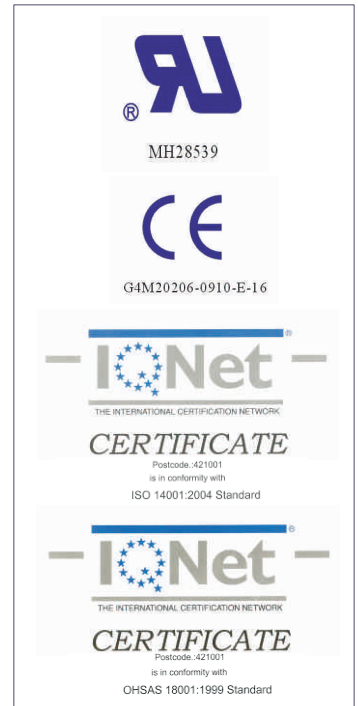 RU
®
MH28539
CE
G4M20206-0910-E-16
®
IQNet
THE INTERNATIONAL CERTIFICATION NETWORK
CERTIFICATE
Postcode.:421001
is in conformity with
ISO 14001:2004 Standard
®
IQNet
THE INTERNATIONAL CERTIFICATION NETWORK
CERTIFICATE
Postcode.:421001
is in conformity with
OHSAS 18001:1999 Standard